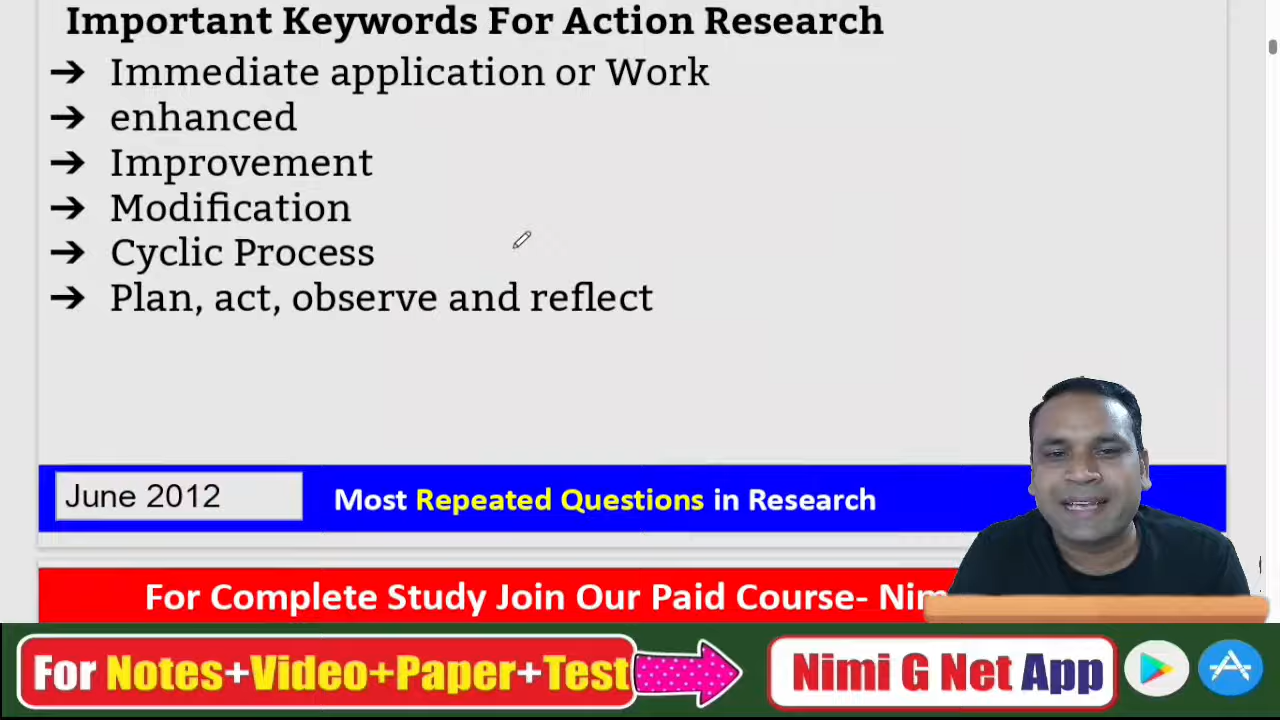 Important Keywords For Action Research
➔ Immediate application or Work
➔ enhanced
➔ Improvement
➔ Modification
➔ Cyclic Process
➔ Plan, act, observe and reflect
June 2012
Most Repeated Questions in Research
For Complete Study Join Our Paid Course-
For Notes+Video+Paper+Test
Nimi G Net App